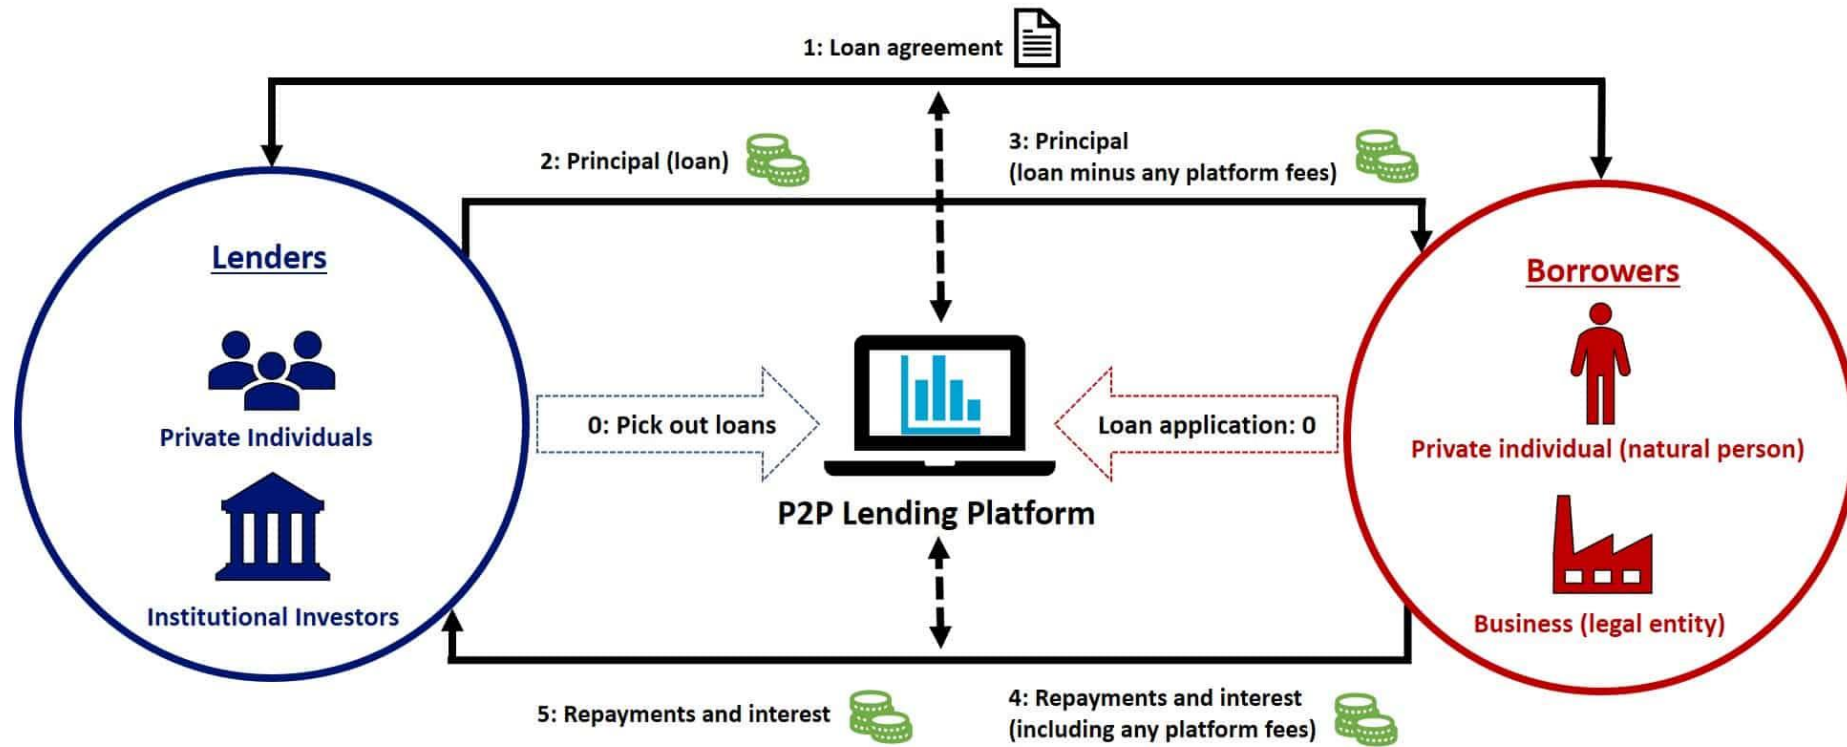 1: Loan agreement
2: Principal (loan)
3: Principal
(loan minus any platform fees)
Lenders
Private Individuals
Institutional Investors
0: Pick out loans
P2P Lending Platform
Loan application: 0
Borrowers
Private individual (natural person)
Business (legal entity)
5: Repayments and interest
4: Repayments and interest
(including any platform fees)